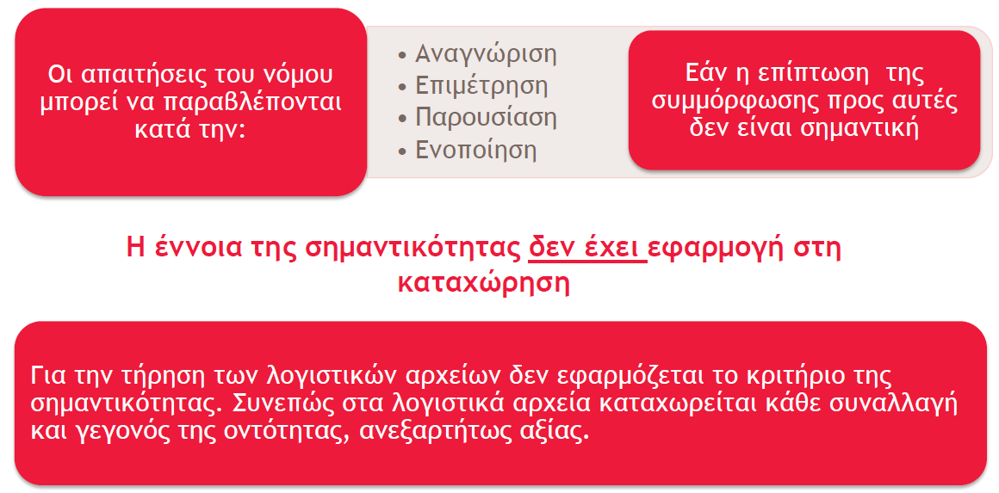 Οι απαιτήσεις του νόμου
μπορεί να παραβλέπονται
κατά την:
• Αναγνώριση
• Επιμέτρηση
• Παρουσίαση
• Ενοποίηση
Εάν η επίπτωση  της
συμμόρφωσης προς αυτές
δεν είναι σημαντική
Η έννοια της σημαντικότητας δεν έχει εφαρμογή στη
καταχώρηση
Για την τήρηση των λογιστικών αρχείων δεν εφαρμόζεται το κριτήριο της
σημαντικότητας. Συνεπώς στα λογιστικά αρχεία καταχωρείται κάθε συναλλαγή
και γεγονός της οντότητας, ανεξαρτήτως αξίας.